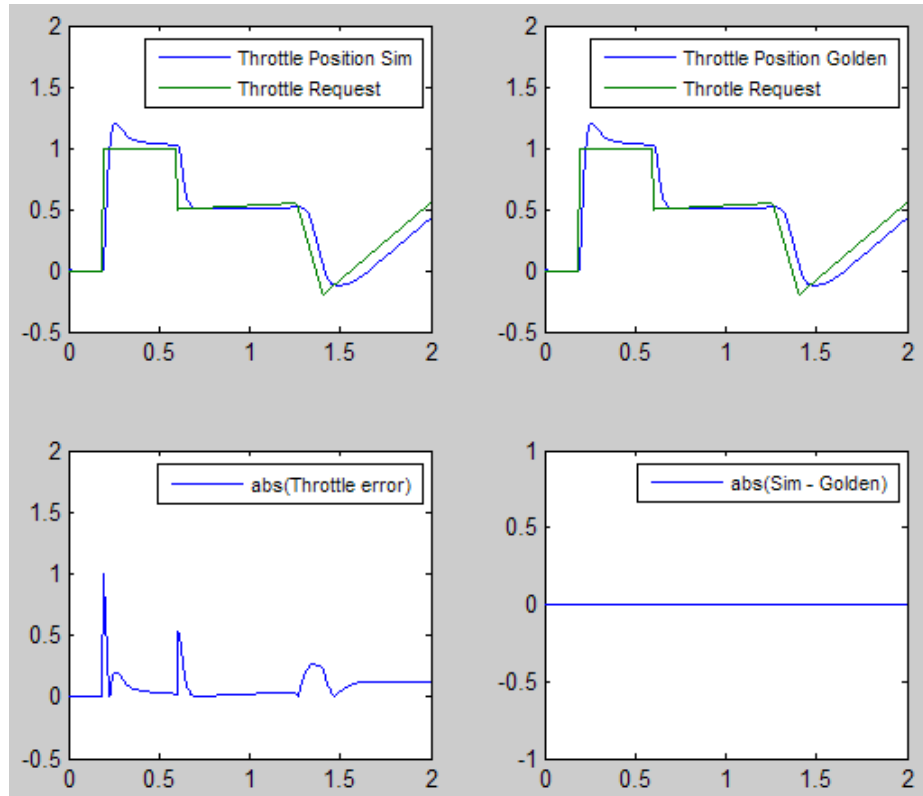 2
1.5
1
0.5
0
-0.5
0 0.5 1 1.5 2
Throttle Position Sim
Throttle Request
2
1.5
1
0.5
0
-0.5
0 0.5 1 1.5 2
Throttle Position Golden
Throttle Request
2
1.5
1
0.5
0
-0.5
0 0.5 1 1.5 2
abs(Throttle error)
1
0.5
0
-0.5
-1
0 0.5 1 1.5 2
abs(Sim - Golden)